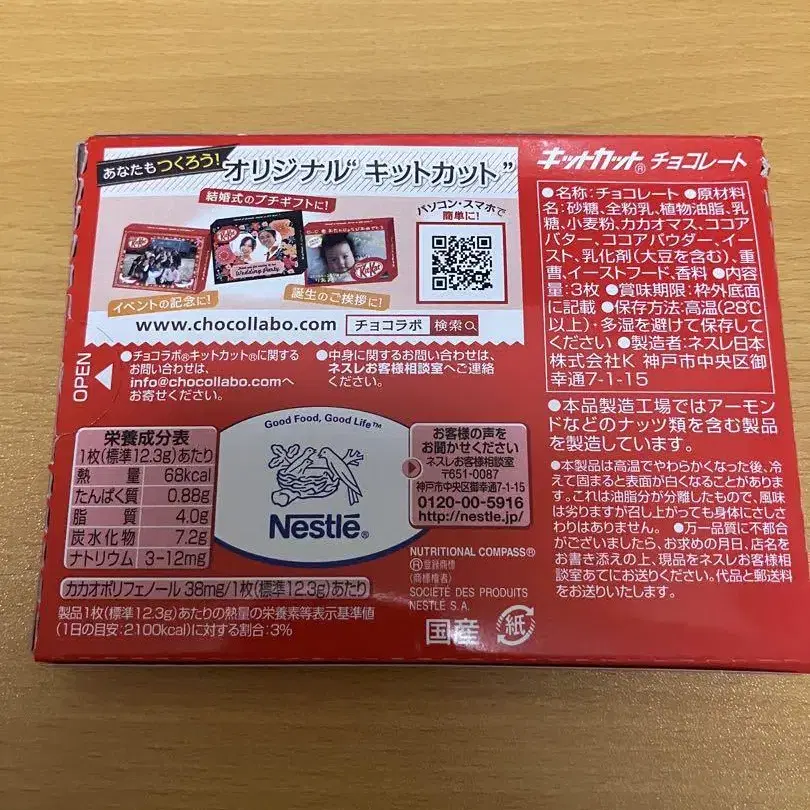 あなたもつくろう!
オリジナル"キットカット"
結婚式のプチギフトに!
パソコン・スマホで
簡単に!
KitKat
KitKat
Wedding Party
KitKat
イベントの記念に!
誕生のご挨拶に!
www.chocollabo.com チョコラボ 検索
OPEN
●チョコラボ®キットカット®に関する
お問い合わせは、
info@chocollabo.comへ
お寄せください。
●中身に関するお問い合わせは、
ネスレお客様相談室へご連絡
ください。
栄養成分表
1枚(標準12.3g)あたり
熱量 68kcal
たんぱく質 0.88g
脂質 4.0g
炭水化物 7.2g
ナトリウム 3-12mg
カカオポリフェノール 38mg/1枚(標準12.3g)あたり
製品1枚(標準12.3g)あたりの熱量の栄養素等表示基準値
(1日の目安:2100kcal)に対する割合:3%
Good Food, Good Life™
Nestlé®
お客様の声を
お聞かせください
ネスレお客様相談室
〒651-0087
神戸市中央区御幸通7-1-15
0120-00-5916
http://nestle.jp/
NUTRITIONAL COMPASS®
®登録商標
(商標権者)
SOCIÉTÉ DES PRODUITS
NESTLÉ S.A.
国産 紙
キットカット® チョコレート
●名称:チョコレート ●原材料
名:砂糖、全粉乳、植物油脂、乳
糖、小麦粉、カカオマス、ココア
バター、ココアパウダー、イー
スト、乳化剤(大豆を含む)、重
曹、イーストフード、香料 ●内容
量:3枚 ●賞味期限:枠外底面
に記載 ●保存方法:高温(28℃
以上)・多湿を避けて保存して
ください ●製造者:ネスレ日本
株式会社K 神戸市中央区御
幸通7-1-15
●本品製造工場ではアーモン
ドなどのナッツ類を含む製品
を製造しています。
●本製品は高温でやわらかくなった後、冷
えて固まると表面が白くなることがありま
す。これは油脂分が分離したもので、風味
は劣りますが召し上がっても身体にさしさ
わりはありません。 ●万一品質に不都合
がございましたら、お求めの月日、店名を
お書き添えの上、現品をネスレお客様相
談室あてにお送りください。代品と郵送料
をお送りいたします。